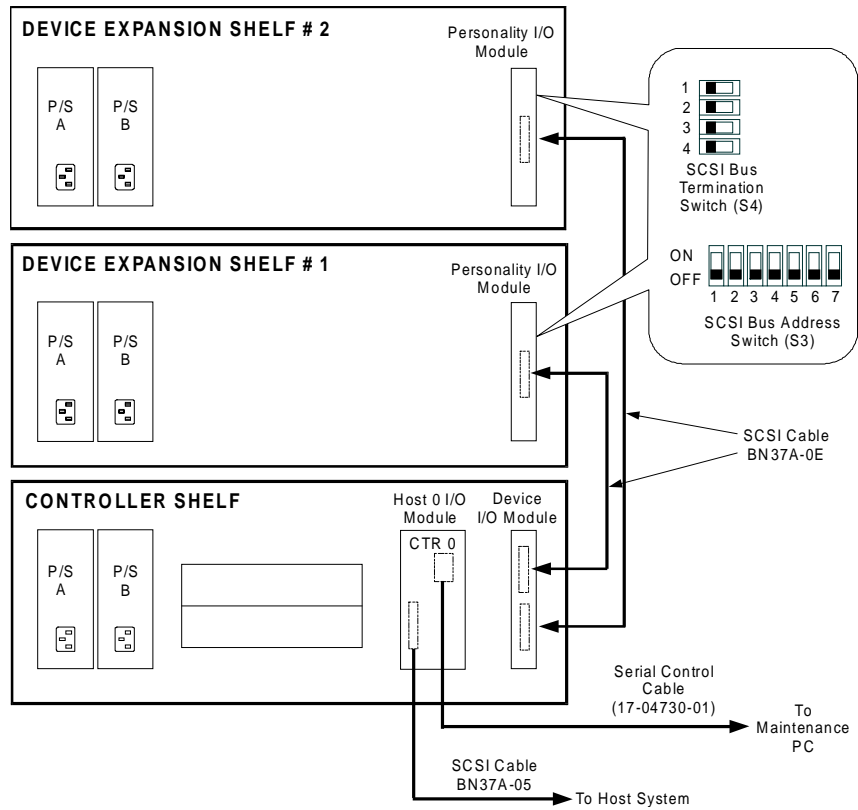 DEVICE EXPANSION SHELF # 2
Personality I/O
Module
P/S
A
P/S
B
1
2
3
4
SCSI Bus
Termination
Switch (S4)
ON
OFF
1 2 3 4 5 6 7
SCSI Bus Address
Switch (S3)
DEVICE EXPANSION SHELF # 1
Personality I/O
Module
P/S
A
P/S
B
SCSI Cable
BN37A-0E
CONTROLLER SHELF
Host 0 I/O
Module
Device
I/O Module
CTR 0
P/S
A
P/S
B
Serial Control
Cable
(17-04730-01)
To
Maintenance
PC
SCSI Cable
BN37A-05
To Host System